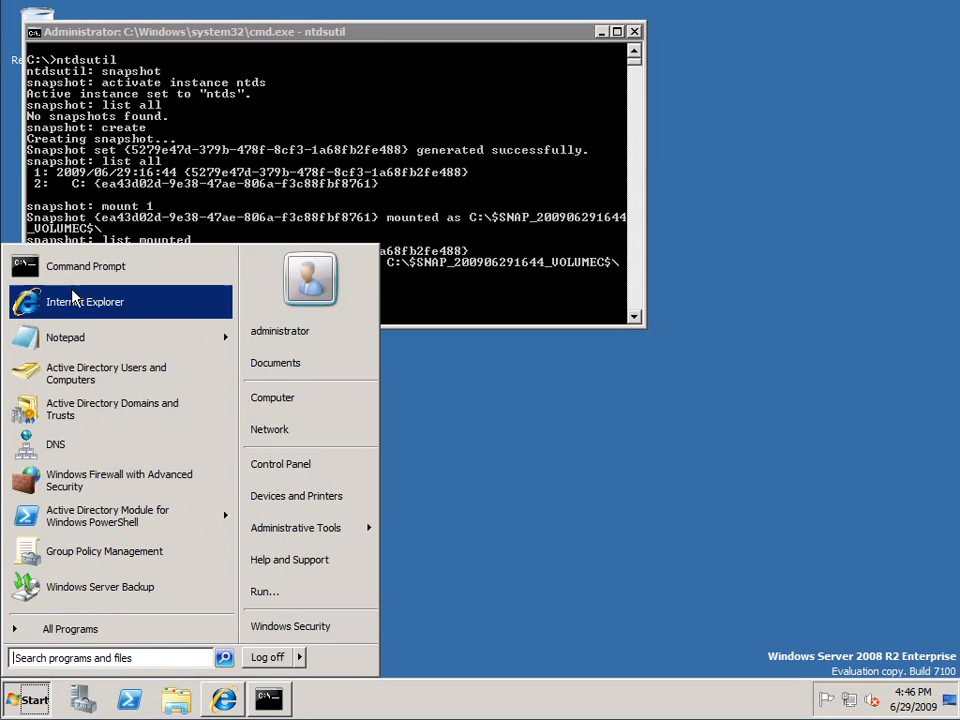 Administrator: C:\Windows\system32\cmd.exe - ntdsutil
Re
C:\>ntdsutil
ntdsutil: snapshot
snapshot: activate instance ntds
Active instance set to "ntds".
snapshot: list all
No snapshots found.
snapshot: create
Creating snapshot...
Snapshot set {5279e47d-379b-478f-8cf3-1a68fb2fe488} generated successfully.
snapshot: list all
1: 2009/06/29:16:44 {5279e47d-379b-478f-8cf3-1a68fb2fe488}
2: C: {ea43d02d-9e38-47ae-806a-f3c88fbf8761}
snapshot: mount 1
Snapshot {ea43d02d-9e38-47ae-806a-f3c88fbf8761} mounted as C:\$SNAP_200906291644
_VOLUMEC$\
snapshot: list mounted
a68fb2fe488}
C:\$SNAP_200906291644_VOLUMEC$\
Command Prompt
Internet Explorer
Notepad
Active Directory Users and
Computers
Active Directory Domains and
Trusts
DNS
Windows Firewall with Advanced
Security
Active Directory Module for
Windows PowerShell
Group Policy Management
Windows Server Backup
All Programs
Search programs and files
administrator
Documents
Computer
Network
Control Panel
Devices and Printers
Administrative Tools
Help and Support
Run...
Windows Security
Log off
Windows Server 2008 R2 Enterprise
Evaluation copy. Build 7100
Start
4:46 PM
6/29/2009